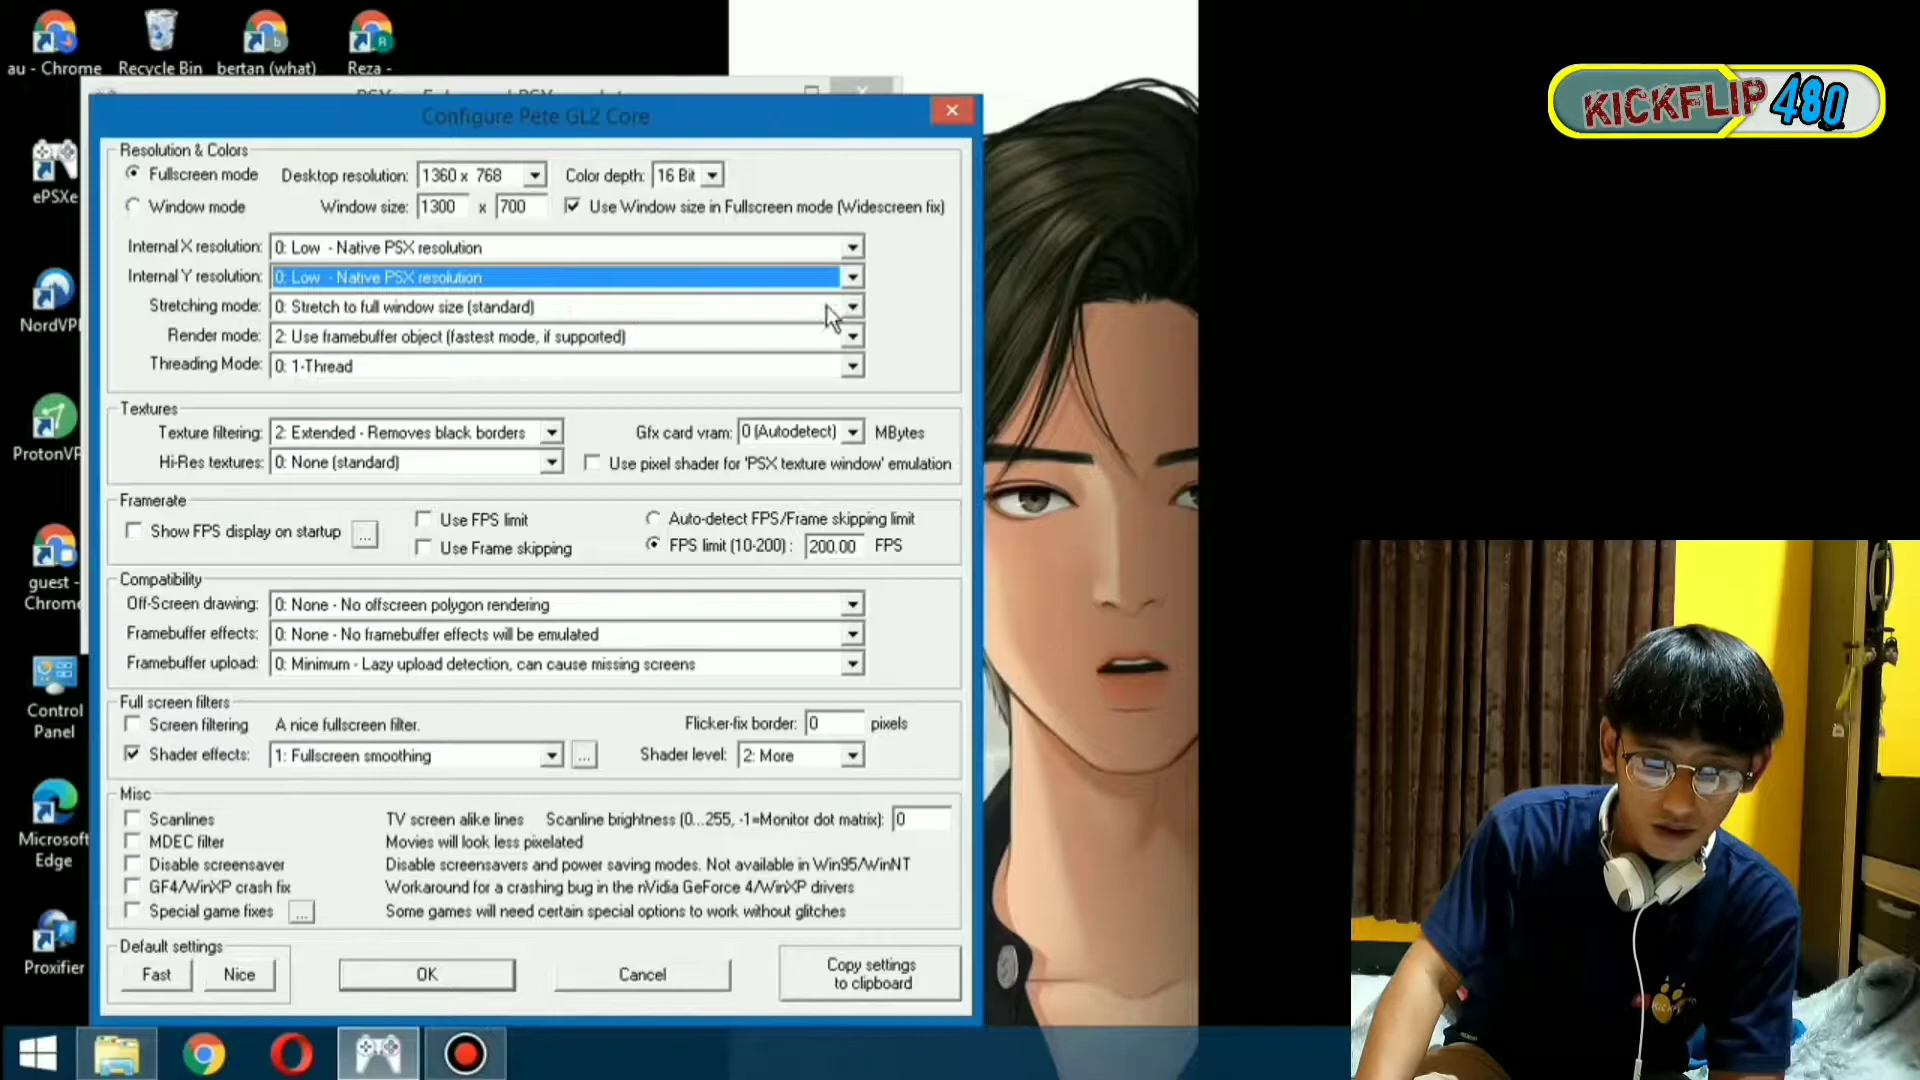 au - Chrome
Recycle Bin
bertan (what)
Reza -
KICKFLIP 480
Configure Pete GL2 Core
Resolution & Colors
Fullscreen mode Desktop resolution: 1360 x 768 Color depth: 16 Bit
Window mode Window size: 1300 x 700 Use Window size in Fullscreen mode (Widescreen fix)
Internal X resolution: 0: Low - Native PSX resolution
Internal Y resolution: 0: Low - Native PSX resolution
Stretching mode: 0: Stretch to full window size (standard)
Render mode: 2: Use framebuffer object (fastest mode, if supported)
Threading Mode: 0: 1-Thread
Textures
Texture filtering: 2: Extended - Removes black borders Gfx card vram: 0 (Autodetect) MBytes
Hi-Res textures: 0: None (standard) Use pixel shader for 'PSX texture window' emulation
Framerate
Show FPS display on startup ... Use FPS limit Auto-detect FPS/Frame skipping limit
Use Frame skipping FPS limit (10-200) : 200.00 FPS
Compatibility
Off-Screen drawing: 0: None - No offscreen polygon rendering
Framebuffer effects: 0: None - No framebuffer effects will be emulated
Framebuffer upload: 0: Minimum - Lazy upload detection, can cause missing screens
Full screen filters
Screen filtering A nice fullscreen filter. Flicker-fix border: 0 pixels
Shader effects: 1: Fullscreen smoothing ... Shader level: 2: More
Misc
Scanlines TV screen alike lines Scanline brightness (0...255, -1=Monitor dot matrix): 0
MDEC filter Movies will look less pixelated
Disable screensaver Disable screensavers and power saving modes. Not available in Win95/WinNT
GF4/WinXP crash fix Workaround for a crashing bug in the nVidia GeForce 4/WinXP drivers
Special game fixes ... Some games will need certain special options to work without glitches
Default settings
Fast Nice OK Cancel Copy settings
to clipboard
ePSXe
NordVP
ProtonVP
guest -
Chrome
Control
Panel
Microsoft
Edge
Proxifier